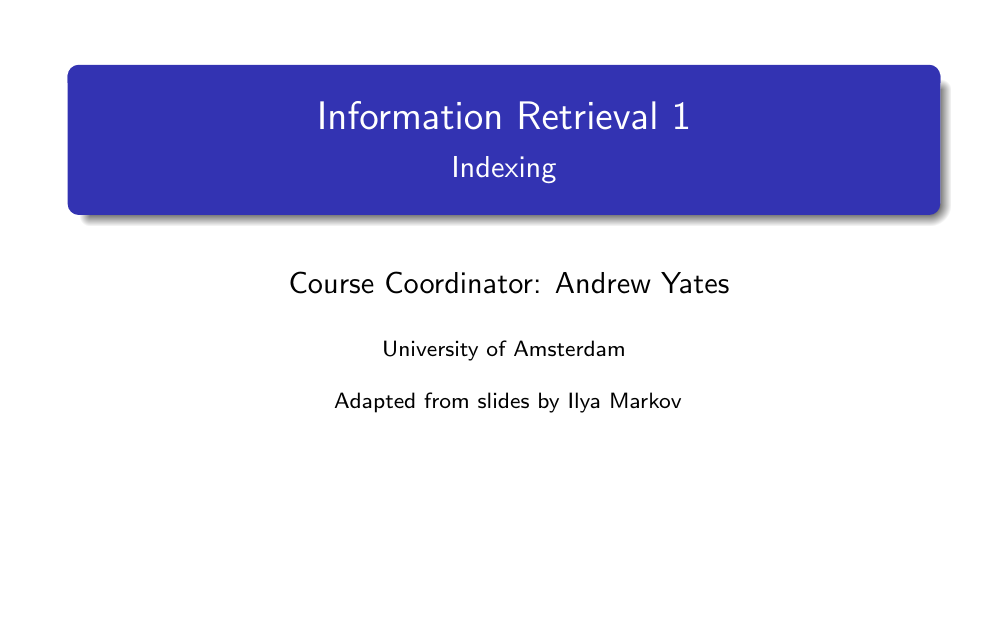 Information Retrieval 1
Indexing
Course Coordinator: Andrew Yates
University of Amsterdam
Adapted from slides by Ilya Markov